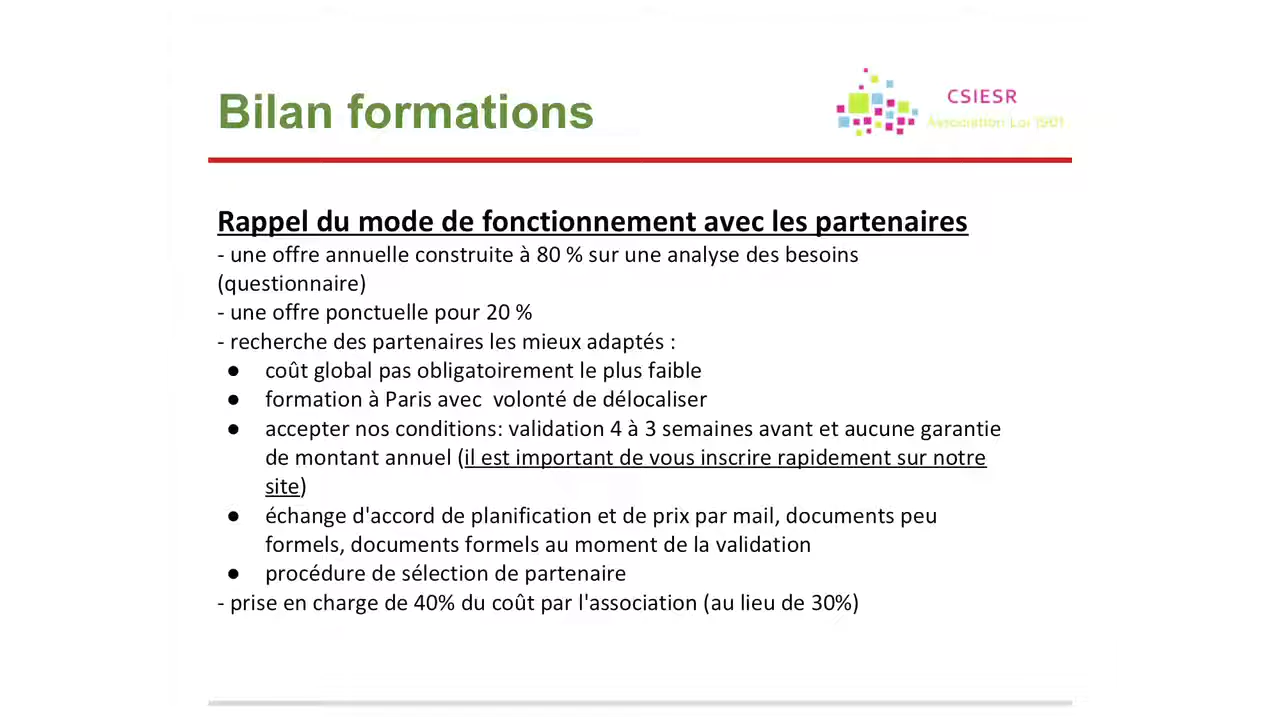 Bilan formations
CSIESR
Association Loi 1901
Rappel du mode de fonctionnement avec les partenaires
- une offre annuelle construite à 80 % sur une analyse des besoins
(questionnaire)
- une offre ponctuelle pour 20 %
- recherche des partenaires les mieux adaptés :
● coût global pas obligatoirement le plus faible
● formation à Paris avec  volonté de délocaliser
● accepter nos conditions: validation 4 à 3 semaines avant et aucune garantie
de montant annuel (il est important de vous inscrire rapidement sur notre
site)
● échange d'accord de planification et de prix par mail, documents peu
formels, documents formels au moment de la validation
● procédure de sélection de partenaire
- prise en charge de 40% du coût par l'association (au lieu de 30%)